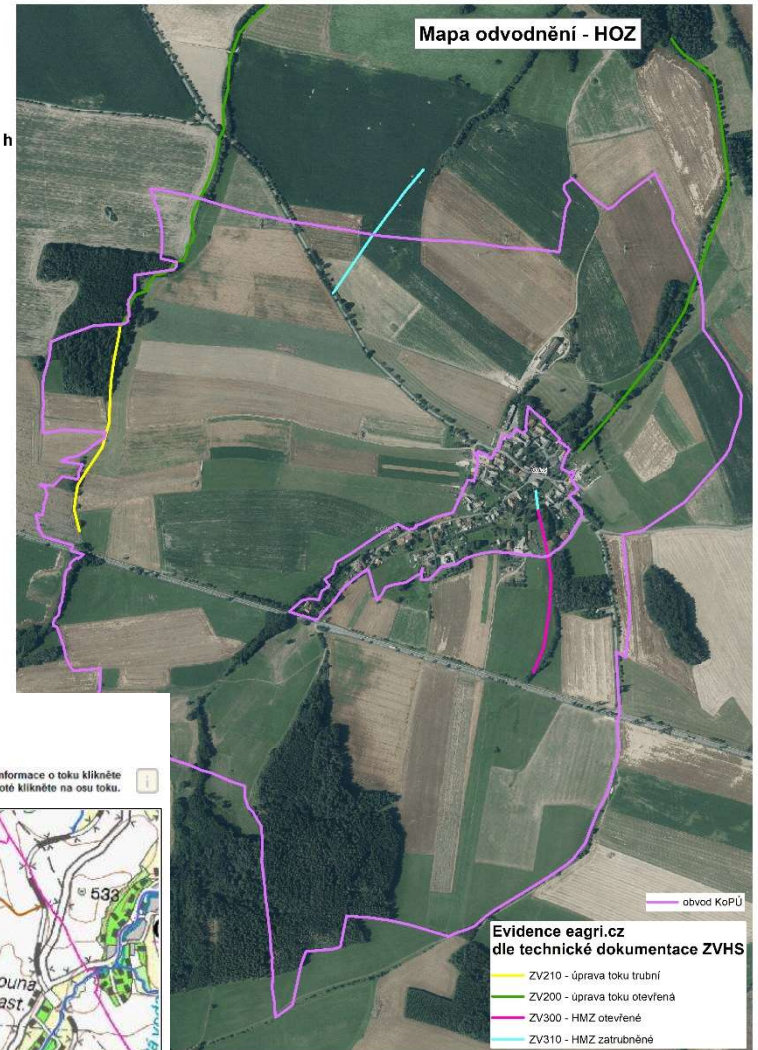 Mapa odvodnění - HOZ
h
nformace o toku klikněte
oté klikněte na osu toku.
533
ouna
ast.
obvod KoPÚ
Evidence eagri.cz
dle technické dokumentace ZVHS
ZV210 - úprava toku trubní
ZV200 - úprava toku otevřená
ZV300 - HMZ otevřené
ZV310 - HMZ zatrubněné